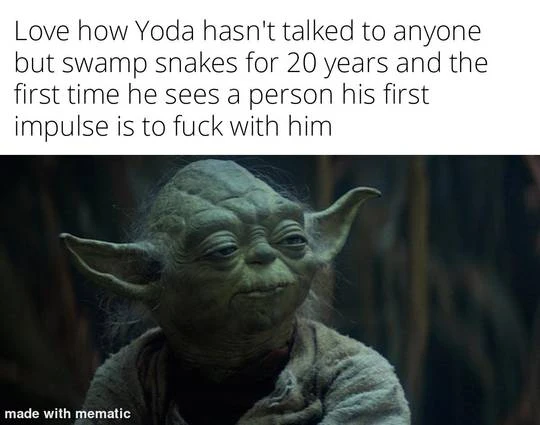 Love how Yoda hasn't talked to anyone
but swamp snakes for 20 years and the
first time he sees a person his first
impulse is to fuck with him
made with mematic